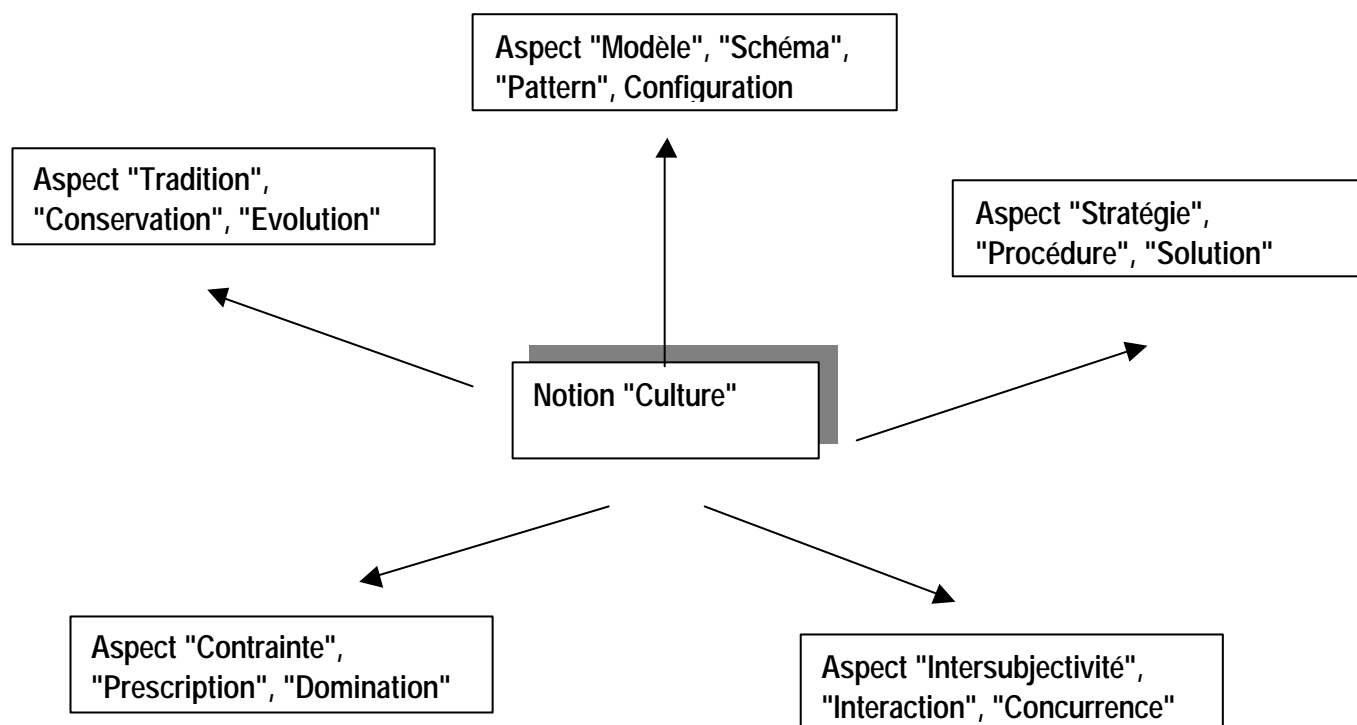 Aspect "Modèle", "Schéma",
"Pattern", Configuration
Aspect "Tradition",
"Conservation", "Evolution"
Aspect "Stratégie",
"Procédure", "Solution"
Notion "Culture"
Aspect "Contrainte",
"Prescription", "Domination"
Aspect "Intersubjectivité",
"Interaction", "Concurrence"